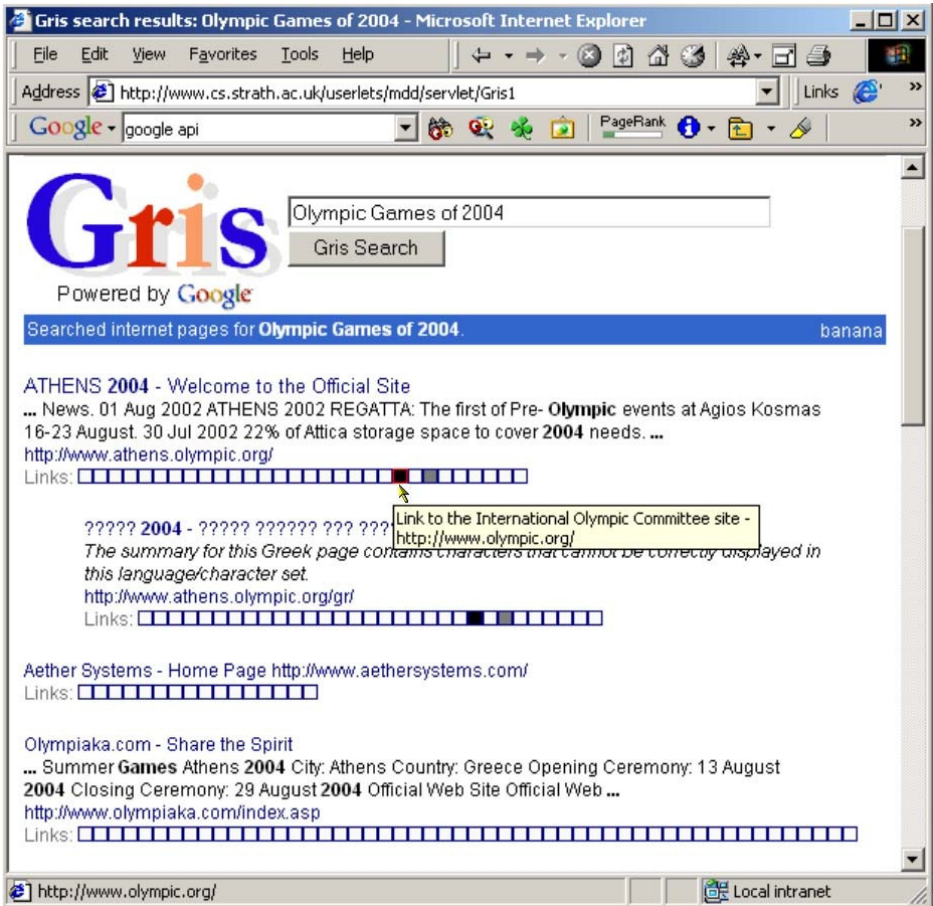 Gris search results: Olympic Games of 2004 - Microsoft Internet Explorer
File Edit View Favorites Tools Help
Address http://www.cs.strath.ac.uk/userlets/mdd/servlet/Gris1 Links »
Google google api PageRank »
Gris
Olympic Games of 2004
Gris Search
Powered by Google
Searched internet pages for Olympic Games of 2004. banana
ATHENS 2004 - Welcome to the Official Site
... News. 01 Aug 2002 ATHENS 2002 REGATTA: The first of Pre- Olympic events at Agios Kosmas
16-23 August. 30 Jul 2002 22% of Attica storage space to cover 2004 needs. ...
http://www.athens.olympic.org/
Links:
Link to the International Olympic Committee site -
http://www.olympic.org/
????? 2004 - ????? ?????? ??? ???
The summary for this Greek page contains characters that cannot be correctly displayed in
this language/character set.
http://www.athens.olympic.org/gr/
Links:
Aether Systems - Home Page http://www.aethersystems.com/
Links:
Olympiaka.com - Share the Spirit
... Summer Games Athens 2004 City: Athens Country: Greece Opening Ceremony: 13 August
2004 Closing Ceremony: 29 August 2004 Official Web Site Official Web ...
http://www.olympiaka.com/index.asp
Links:
http://www.olympic.org/ Local intranet